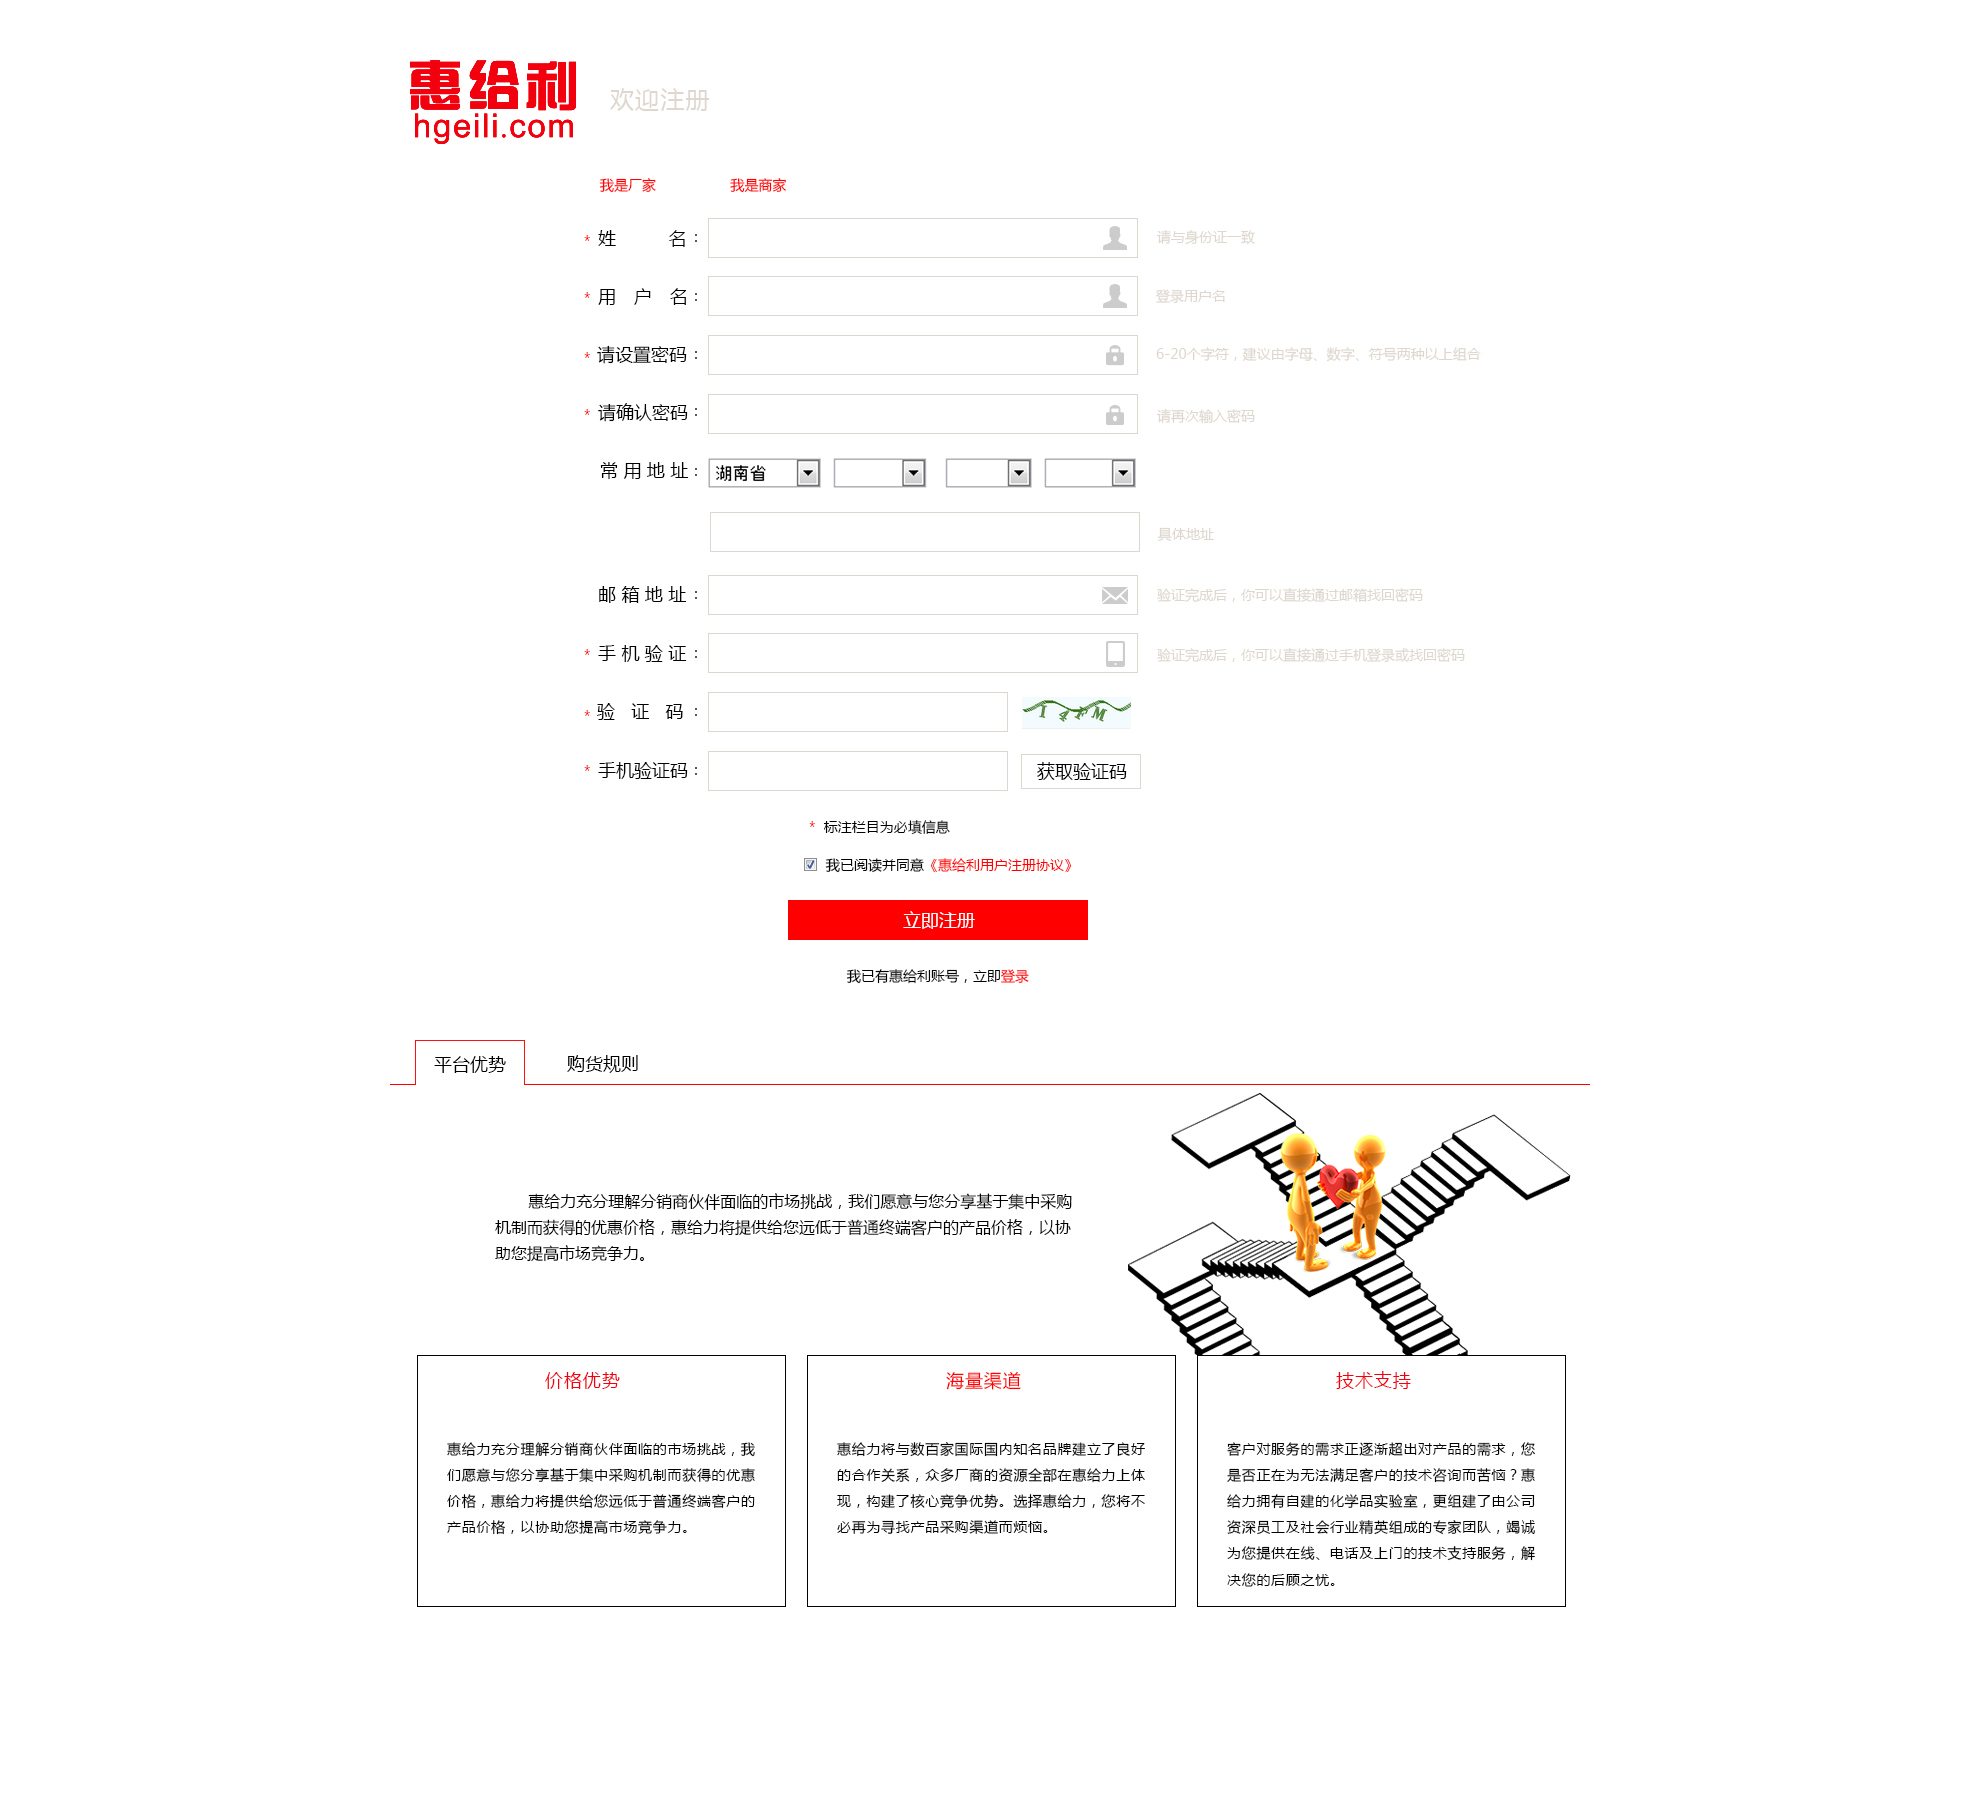 惠给利
hgeili.com
欢迎注册
我是厂家 我是商家
* 姓 名： 请与身份证一致
* 用 户 名： 登录用户名
* 请设置密码： 6-20个字符，建议由字母、数字、符号两种以上组合
* 请确认密码： 请再次输入密码
常用地址： 湖南省
具体地址
邮箱地址： 验证完成后，你可以直接通过邮箱找回密码
* 手机验证： 验证完成后，你可以直接通过手机登录或找回密码
* 验 证 码：
* 手机验证码： 获取验证码
* 标注栏目为必填信息
我已阅读并同意《惠给利用户注册协议》
立即注册
我已有惠给利账号，立即登录
平台优势 购货规则
惠给力充分理解分销商伙伴面临的市场挑战，我们愿意与您分享基于集中采购
机制而获得的优惠价格，惠给力将提供给您远低于普通终端客户的产品价格，以协
助您提高市场竞争力。
价格优势
惠给力充分理解分销商伙伴面临的市场挑战，我
们愿意与您分享基于集中采购机制而获得的优惠
价格，惠给力将提供给您远低于普通终端客户的
产品价格，以协助您提高市场竞争力。
海量渠道
惠给力将与数百家国际国内知名品牌建立了良好
的合作关系，众多厂商的资源全部在惠给力上体
现，构建了核心竞争优势。选择惠给力，您将不
必再为寻找产品采购渠道而烦恼。
技术支持
客户对服务的需求正逐渐超出对产品的需求，您
是否正在为无法满足客户的技术咨询而苦恼？惠
给力拥有自建的化学品实验室，更组建了由公司
资深员工及社会行业精英组成的专家团队，竭诚
为您提供在线、电话及上门的技术支持服务，解
决您的后顾之忧。